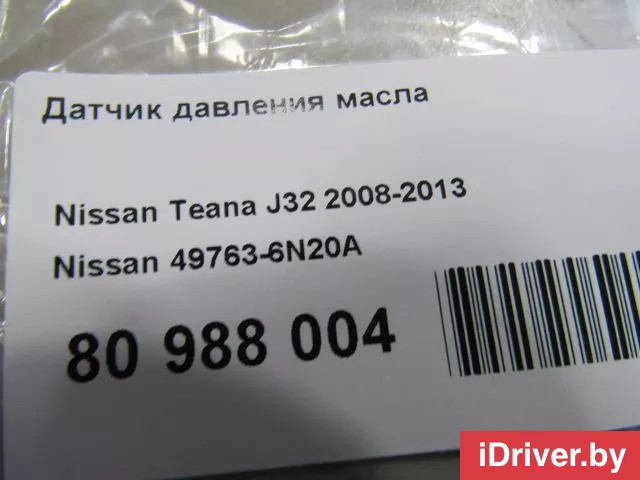 Датчик давления масла
Nissan Teana J32 2008-2013
Nissan 49763-6N20A
80 988 004
iDriver.by